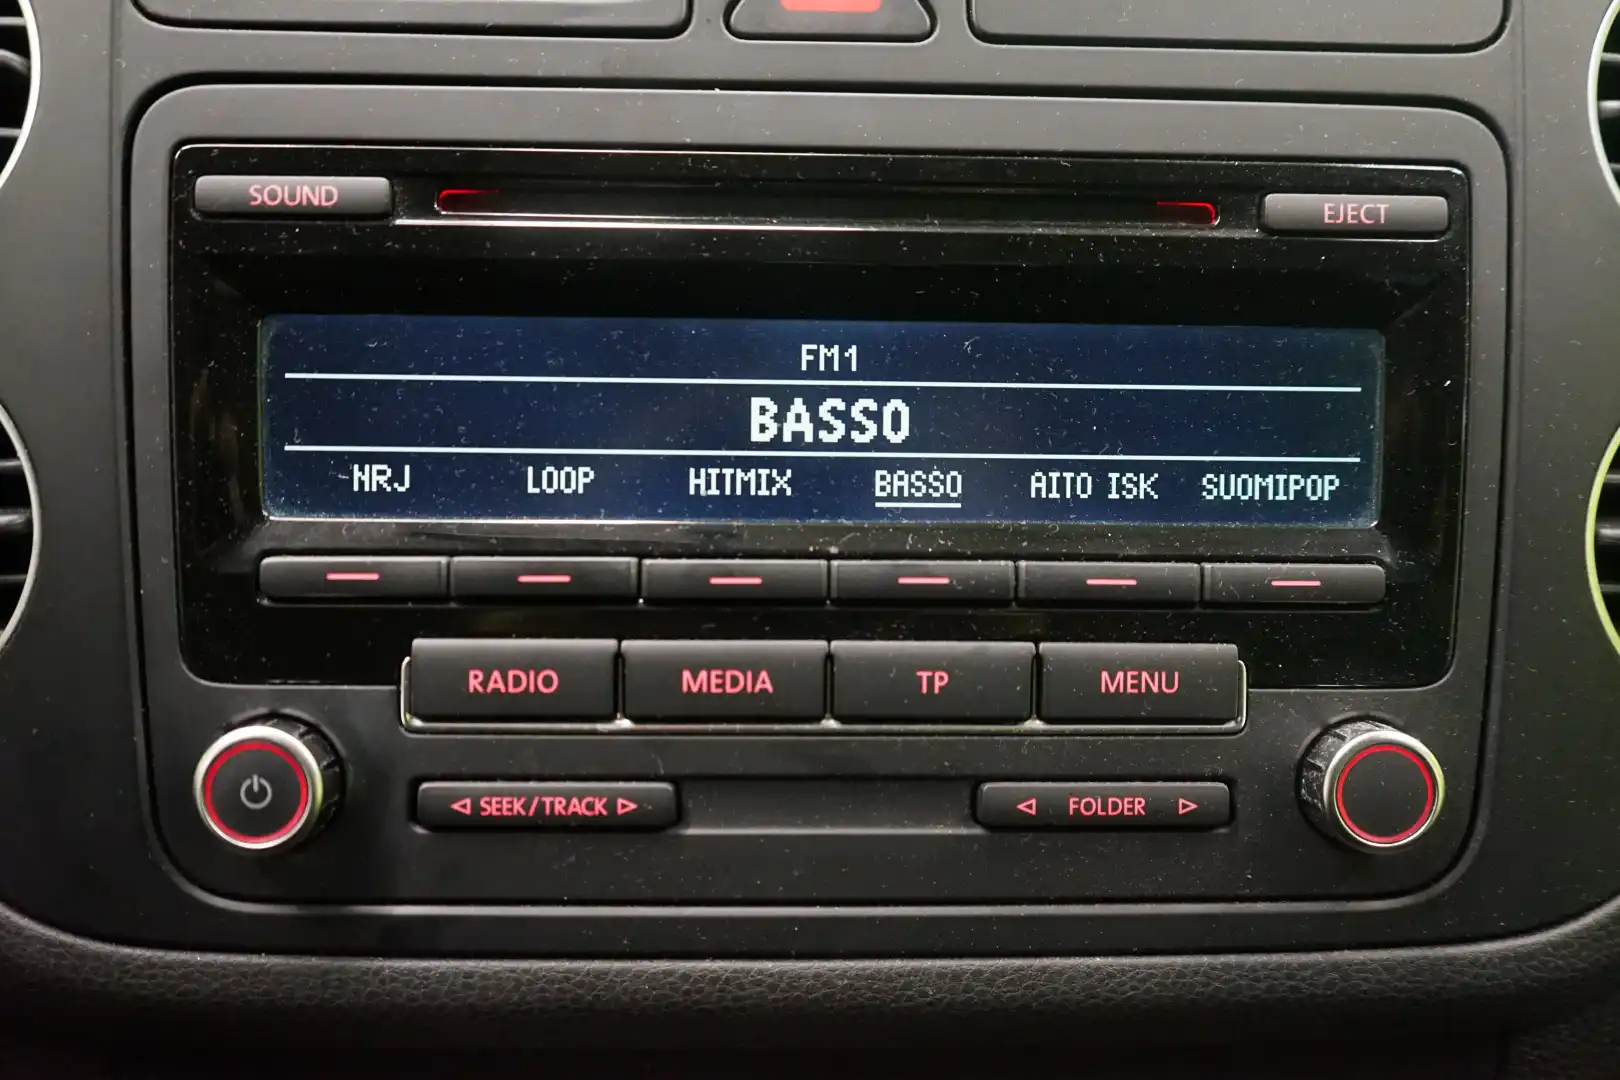 SOUND
EJECT
FM1
BASSO
NRJ LOOP HITMIX BASSO AITO ISK SUOMIPOP
RADIO MEDIA TP MENU
SEEK/TRACK FOLDER